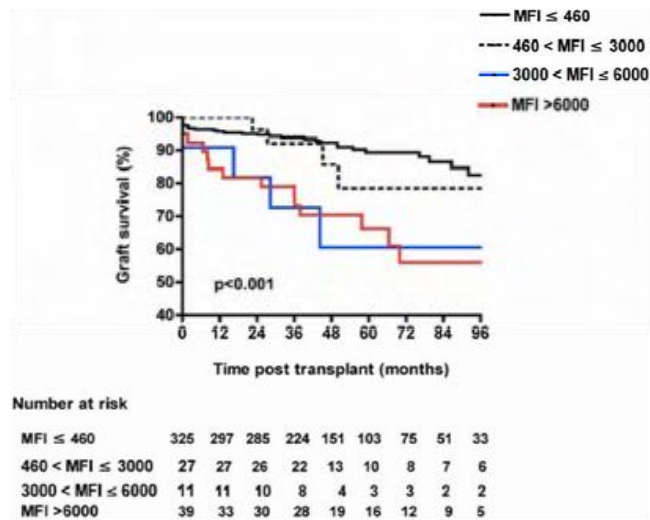 MFI ≤ 460
460 < MFI ≤ 3000
3000 < MFI ≤ 6000
MFI >6000
Graft survival (%)
100
90
80
70
60
50
40
p<0.001
0 12 24 36 48 60 72 84 96
Time post transplant (months)
Number at risk
MFI ≤ 460 325 297 285 224 151 103 75 51 33
460 < MFI ≤ 3000 27 27 26 22 13 10 8 7 6
3000 < MFI ≤ 6000 11 11 10 8 4 3 3 2 2
MFI >6000 39 33 30 28 19 16 12 9 5